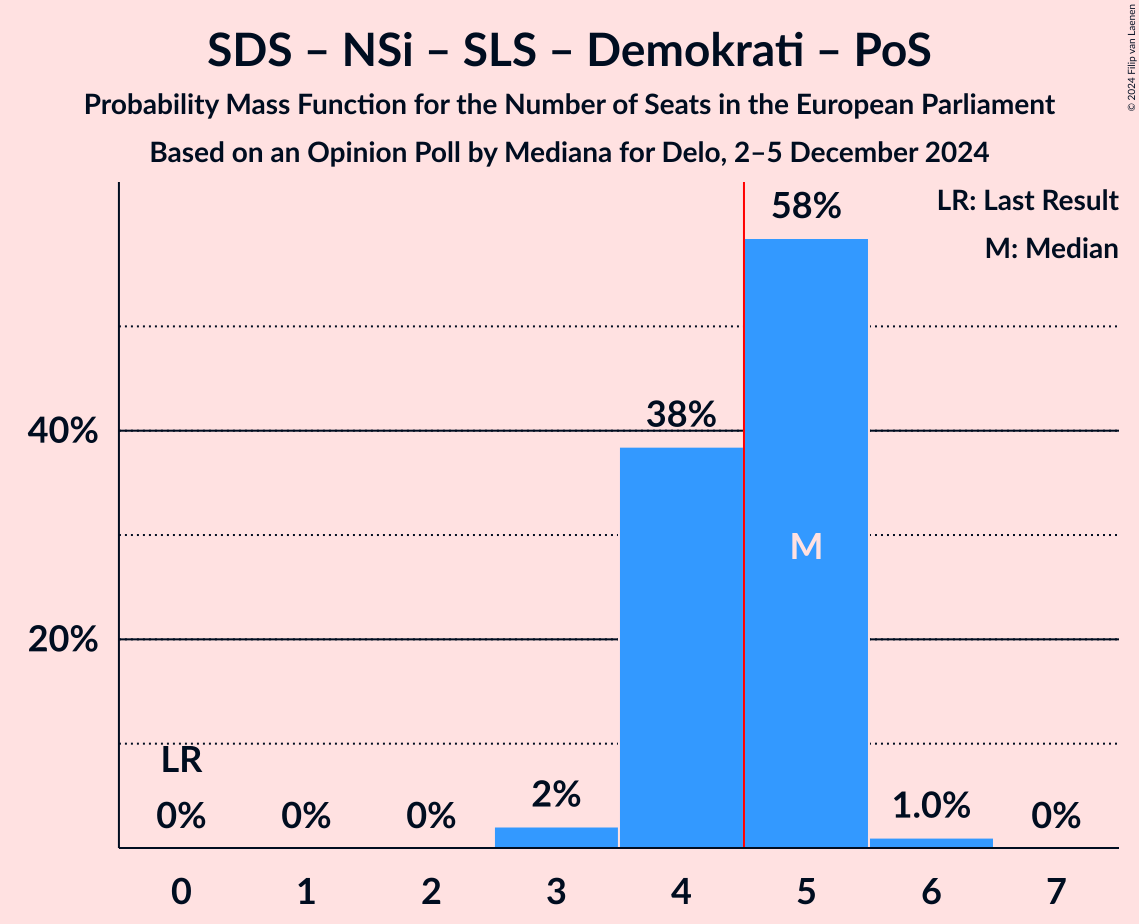 SDS – NSi – SLS – Demokrati – PoS
Probability Mass Function for the Number of Seats in the European Parliament
Based on an Opinion Poll by Mediana for Delo, 2–5 December 2024
© 2024 Filip van Laenen
LR: Last Result
M: Median
58%
38%
40%
M
20%
LR
0%
0%
0%
2%
1.0%
0%
0 1 2 3 4 5 6 7